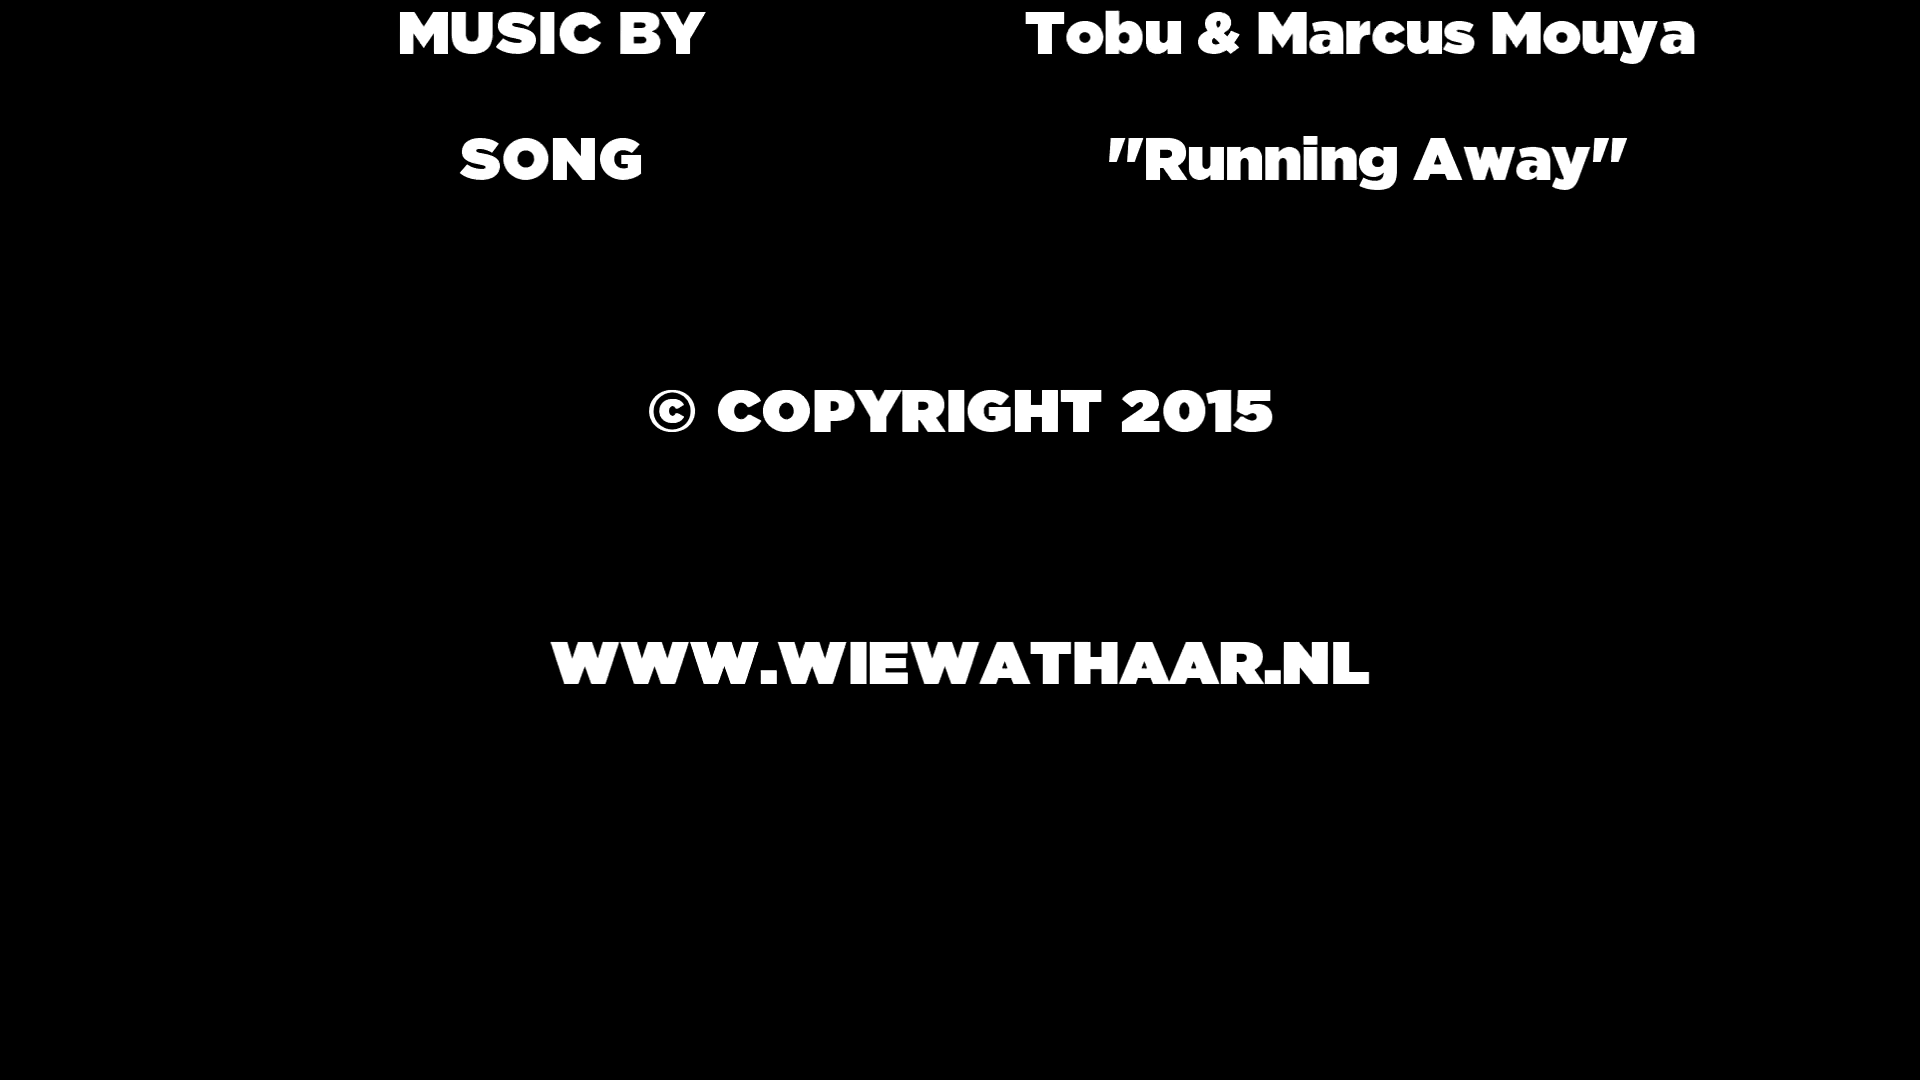 MUSIC BY Tobu & Marcus Mouya
SONG "Running Away"
© COPYRIGHT 2015
WWW.WIEWATHAAR.NL